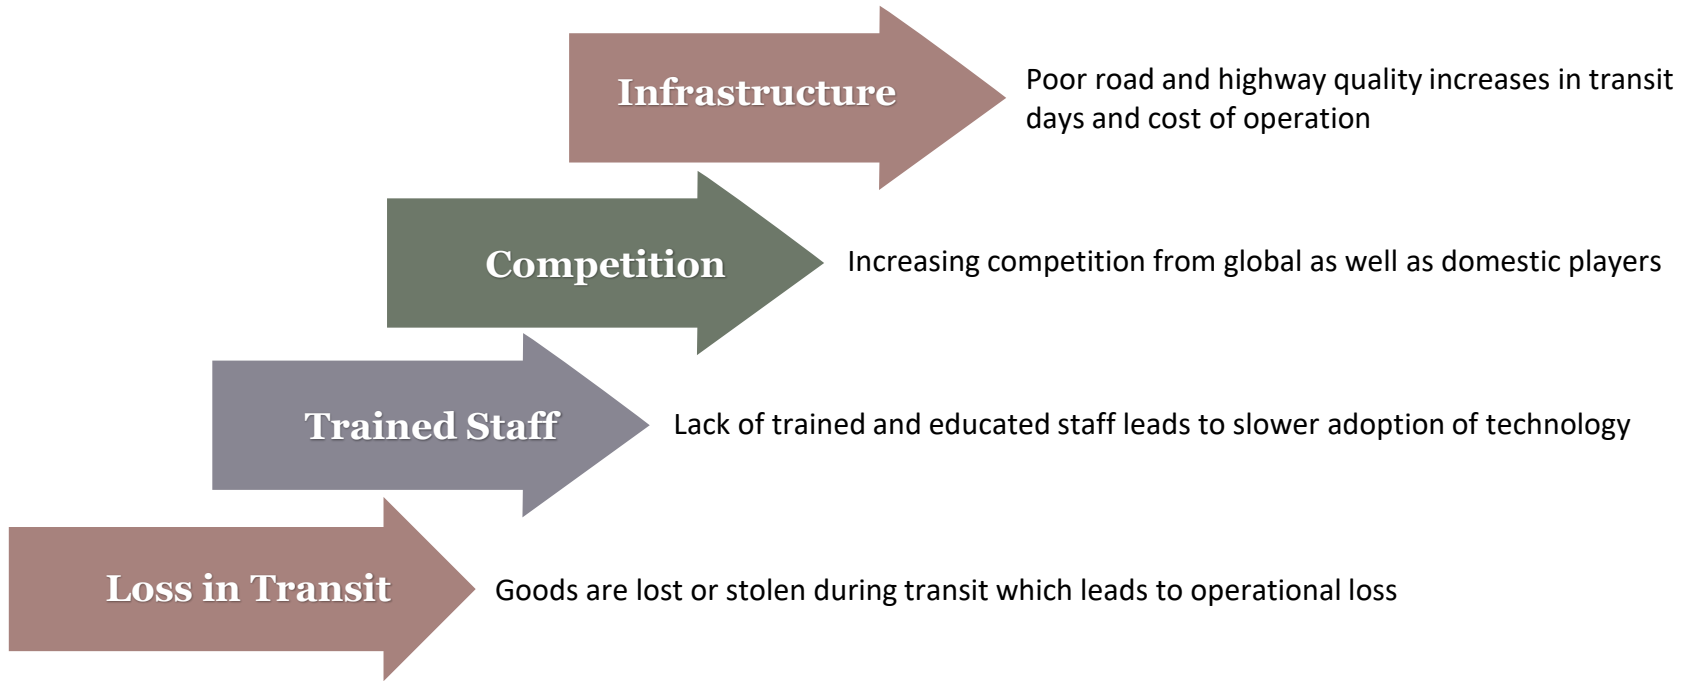 Infrastructure
Poor road and highway quality increases in transit
days and cost of operation
Competition
Increasing competition from global as well as domestic players
Trained Staff
Lack of trained and educated staff leads to slower adoption of technology
Loss in Transit
Goods are lost or stolen during transit which leads to operational loss